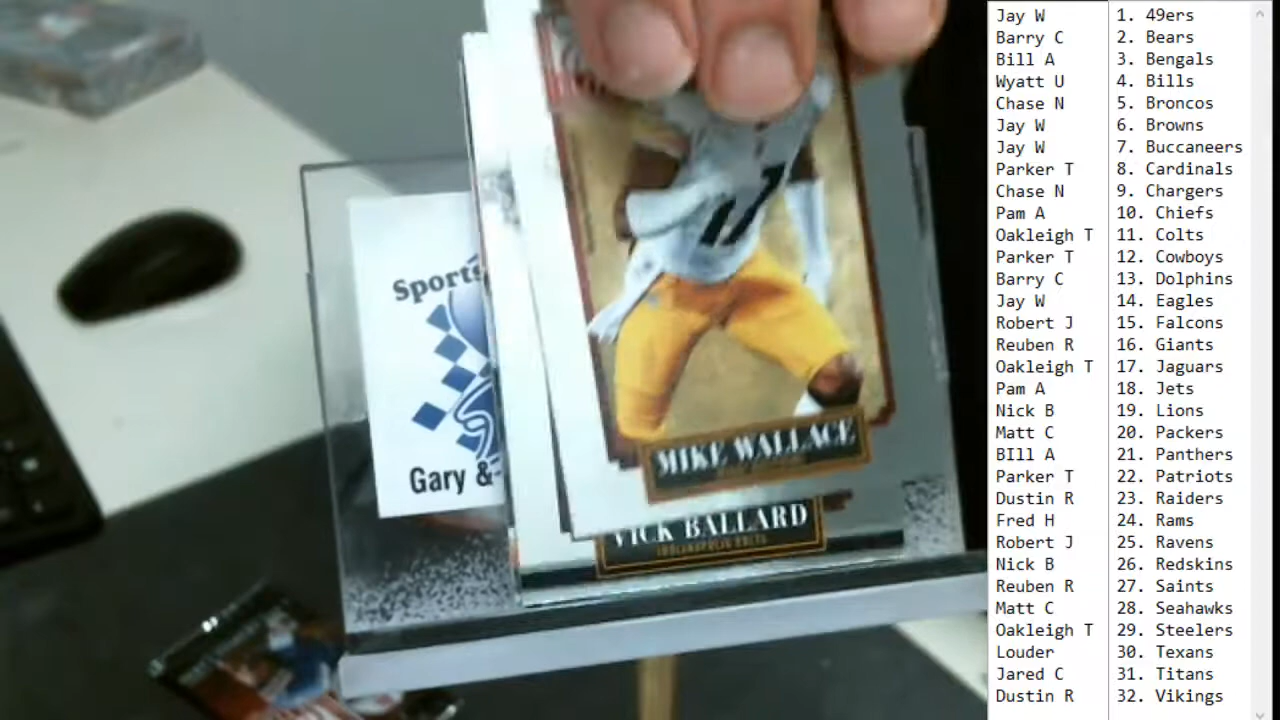 Sports
Gary &
17
MIKE WALLACE
VICK BALLARD
INDIANAPOLIS COLTS
Jay W 1. 49ers
Barry C 2. Bears
Bill A 3. Bengals
Wyatt U 4. Bills
Chase N 5. Broncos
Jay W 6. Browns
Jay W 7. Buccaneers
Parker T 8. Cardinals
Chase N 9. Chargers
Pam A 10. Chiefs
Oakleigh T 11. Colts
Parker T 12. Cowboys
Barry C 13. Dolphins
Jay W 14. Eagles
Robert J 15. Falcons
Reuben R 16. Giants
Oakleigh T 17. Jaguars
Pam A 18. Jets
Nick B 19. Lions
Matt C 20. Packers
BIll A 21. Panthers
Parker T 22. Patriots
Dustin R 23. Raiders
Fred H 24. Rams
Robert J 25. Ravens
Nick B 26. Redskins
Reuben R 27. Saints
Matt C 28. Seahawks
Oakleigh T 29. Steelers
Louder 30. Texans
Jared C 31. Titans
Dustin R 32. Vikings